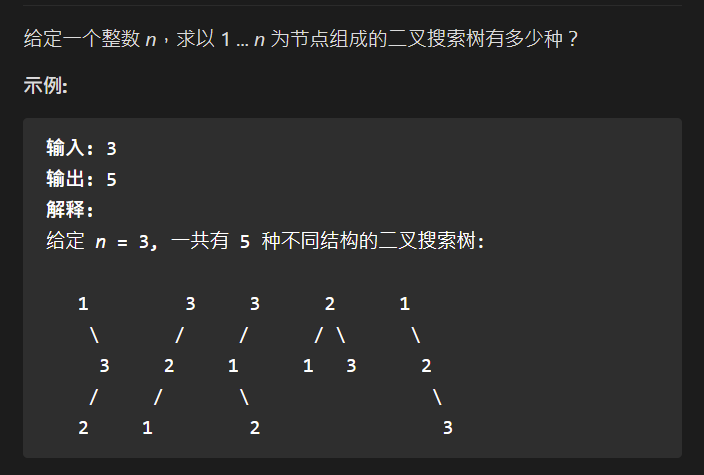 给定一个整数 n，求以 1 ... n 为节点组成的二叉搜索树有多少种？
示例:
输入: 3
输出: 5
解释:
给定 n = 3, 一共有 5 种不同结构的二叉搜索树:
   1         3     3      2      1
    \       /     /      / \      \
     3     2     1      1   3      2
    /     /       \                 \
   2     1         2                 3